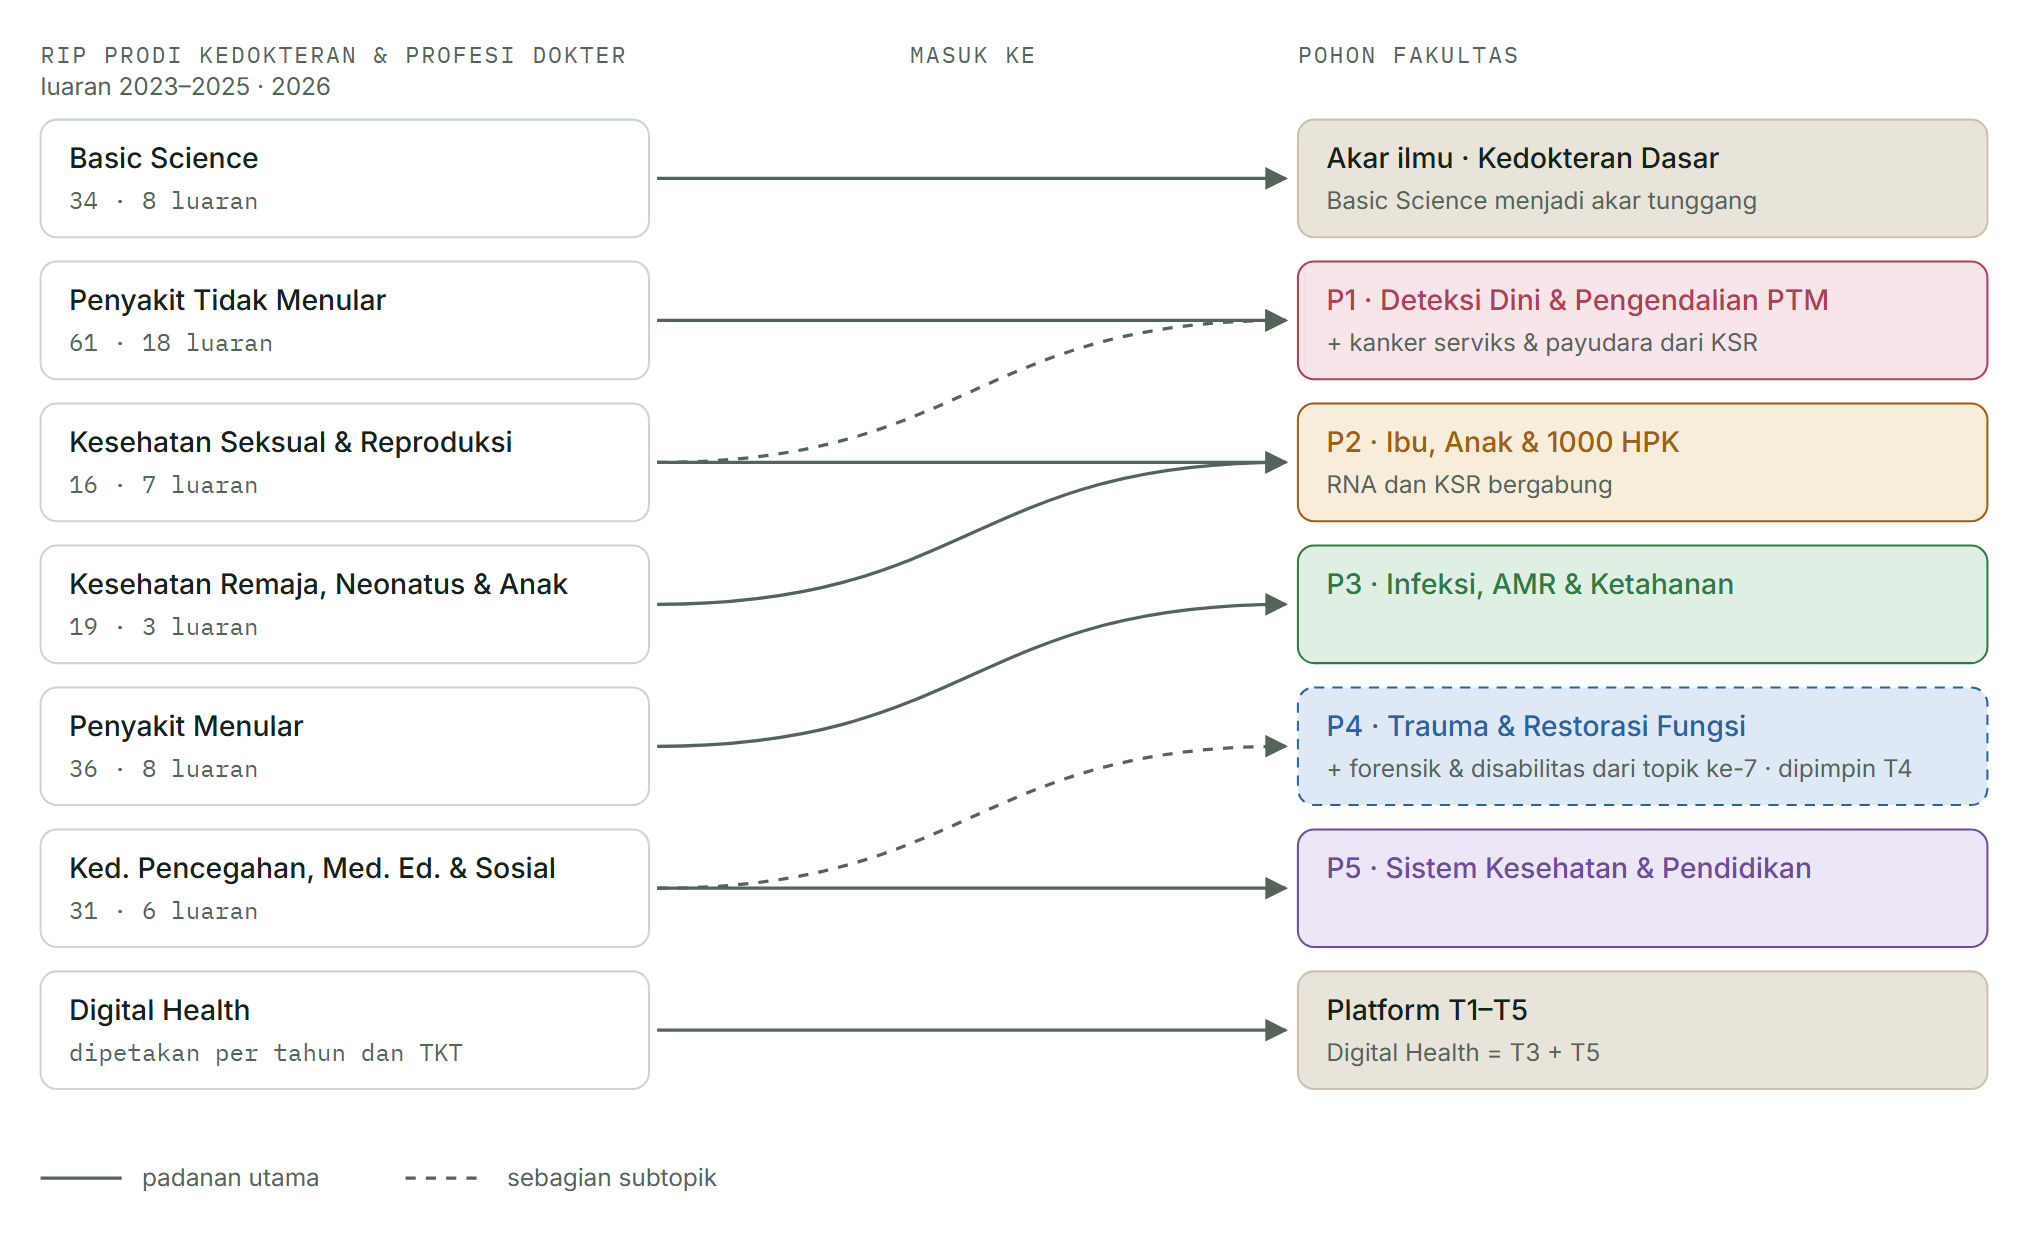 RIP PRODI KEDOKTERAN & PROFESI DOKTER
luaran 2023–2025 · 2026
MASUK KE
POHON FAKULTAS
Basic Science
34 · 8 luaran
Akar ilmu · Kedokteran Dasar
Basic Science menjadi akar tunggang
Penyakit Tidak Menular
61 · 18 luaran
P1 · Deteksi Dini & Pengendalian PTM
+ kanker serviks & payudara dari KSR
Kesehatan Seksual & Reproduksi
16 · 7 luaran
P2 · Ibu, Anak & 1000 HPK
RNA dan KSR bergabung
Kesehatan Remaja, Neonatus & Anak
19 · 3 luaran
P3 · Infeksi, AMR & Ketahanan
Penyakit Menular
36 · 8 luaran
P4 · Trauma & Restorasi Fungsi
+ forensik & disabilitas dari topik ke-7 · dipimpin T4
Ked. Pencegahan, Med. Ed. & Sosial
31 · 6 luaran
P5 · Sistem Kesehatan & Pendidikan
Digital Health
dipetakan per tahun dan TKT
Platform T1–T5
Digital Health = T3 + T5
padanan utama
sebagian subtopik